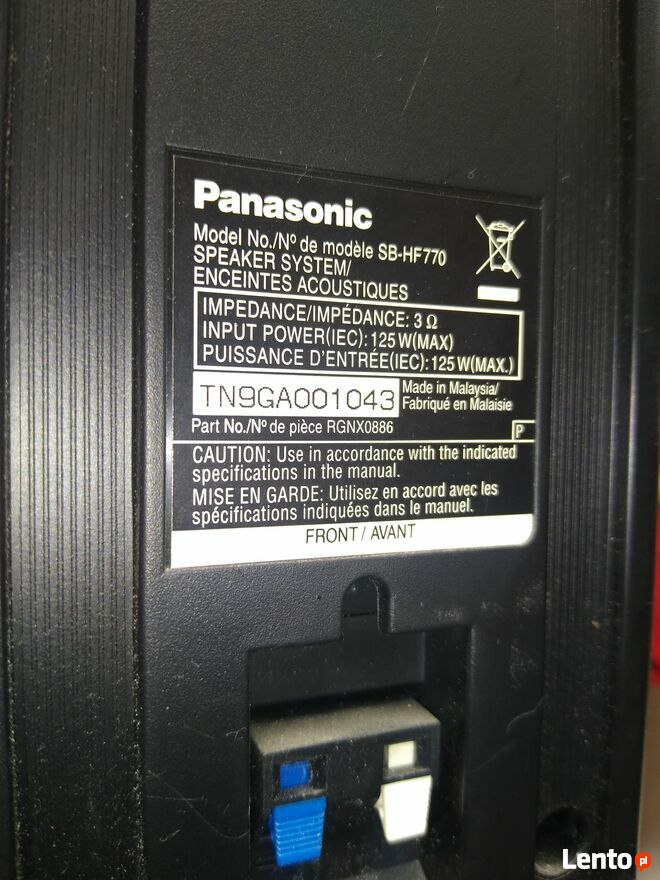 Panasonic
Model No./Nº de modèle SB-HF770
SPEAKER SYSTEM/
ENCEINTES ACOUSTIQUES
IMPEDANCE/IMPÉDANCE: 3 Ω
INPUT POWER(IEC): 125 W(MAX)
PUISSANCE D'ENTRÉE(IEC): 125 W(MAX.)
TN9GA001043
Made in Malaysia/
Fabriqué en Malaisie
Part No./Nº de pièce RGNX0886
P
CAUTION: Use in accordance with the indicated
specifications in the manual.
MISE EN GARDE: Utilisez en accord avec les
spécifications indiquées dans le manuel.
FRONT / AVANT
Lento.pl